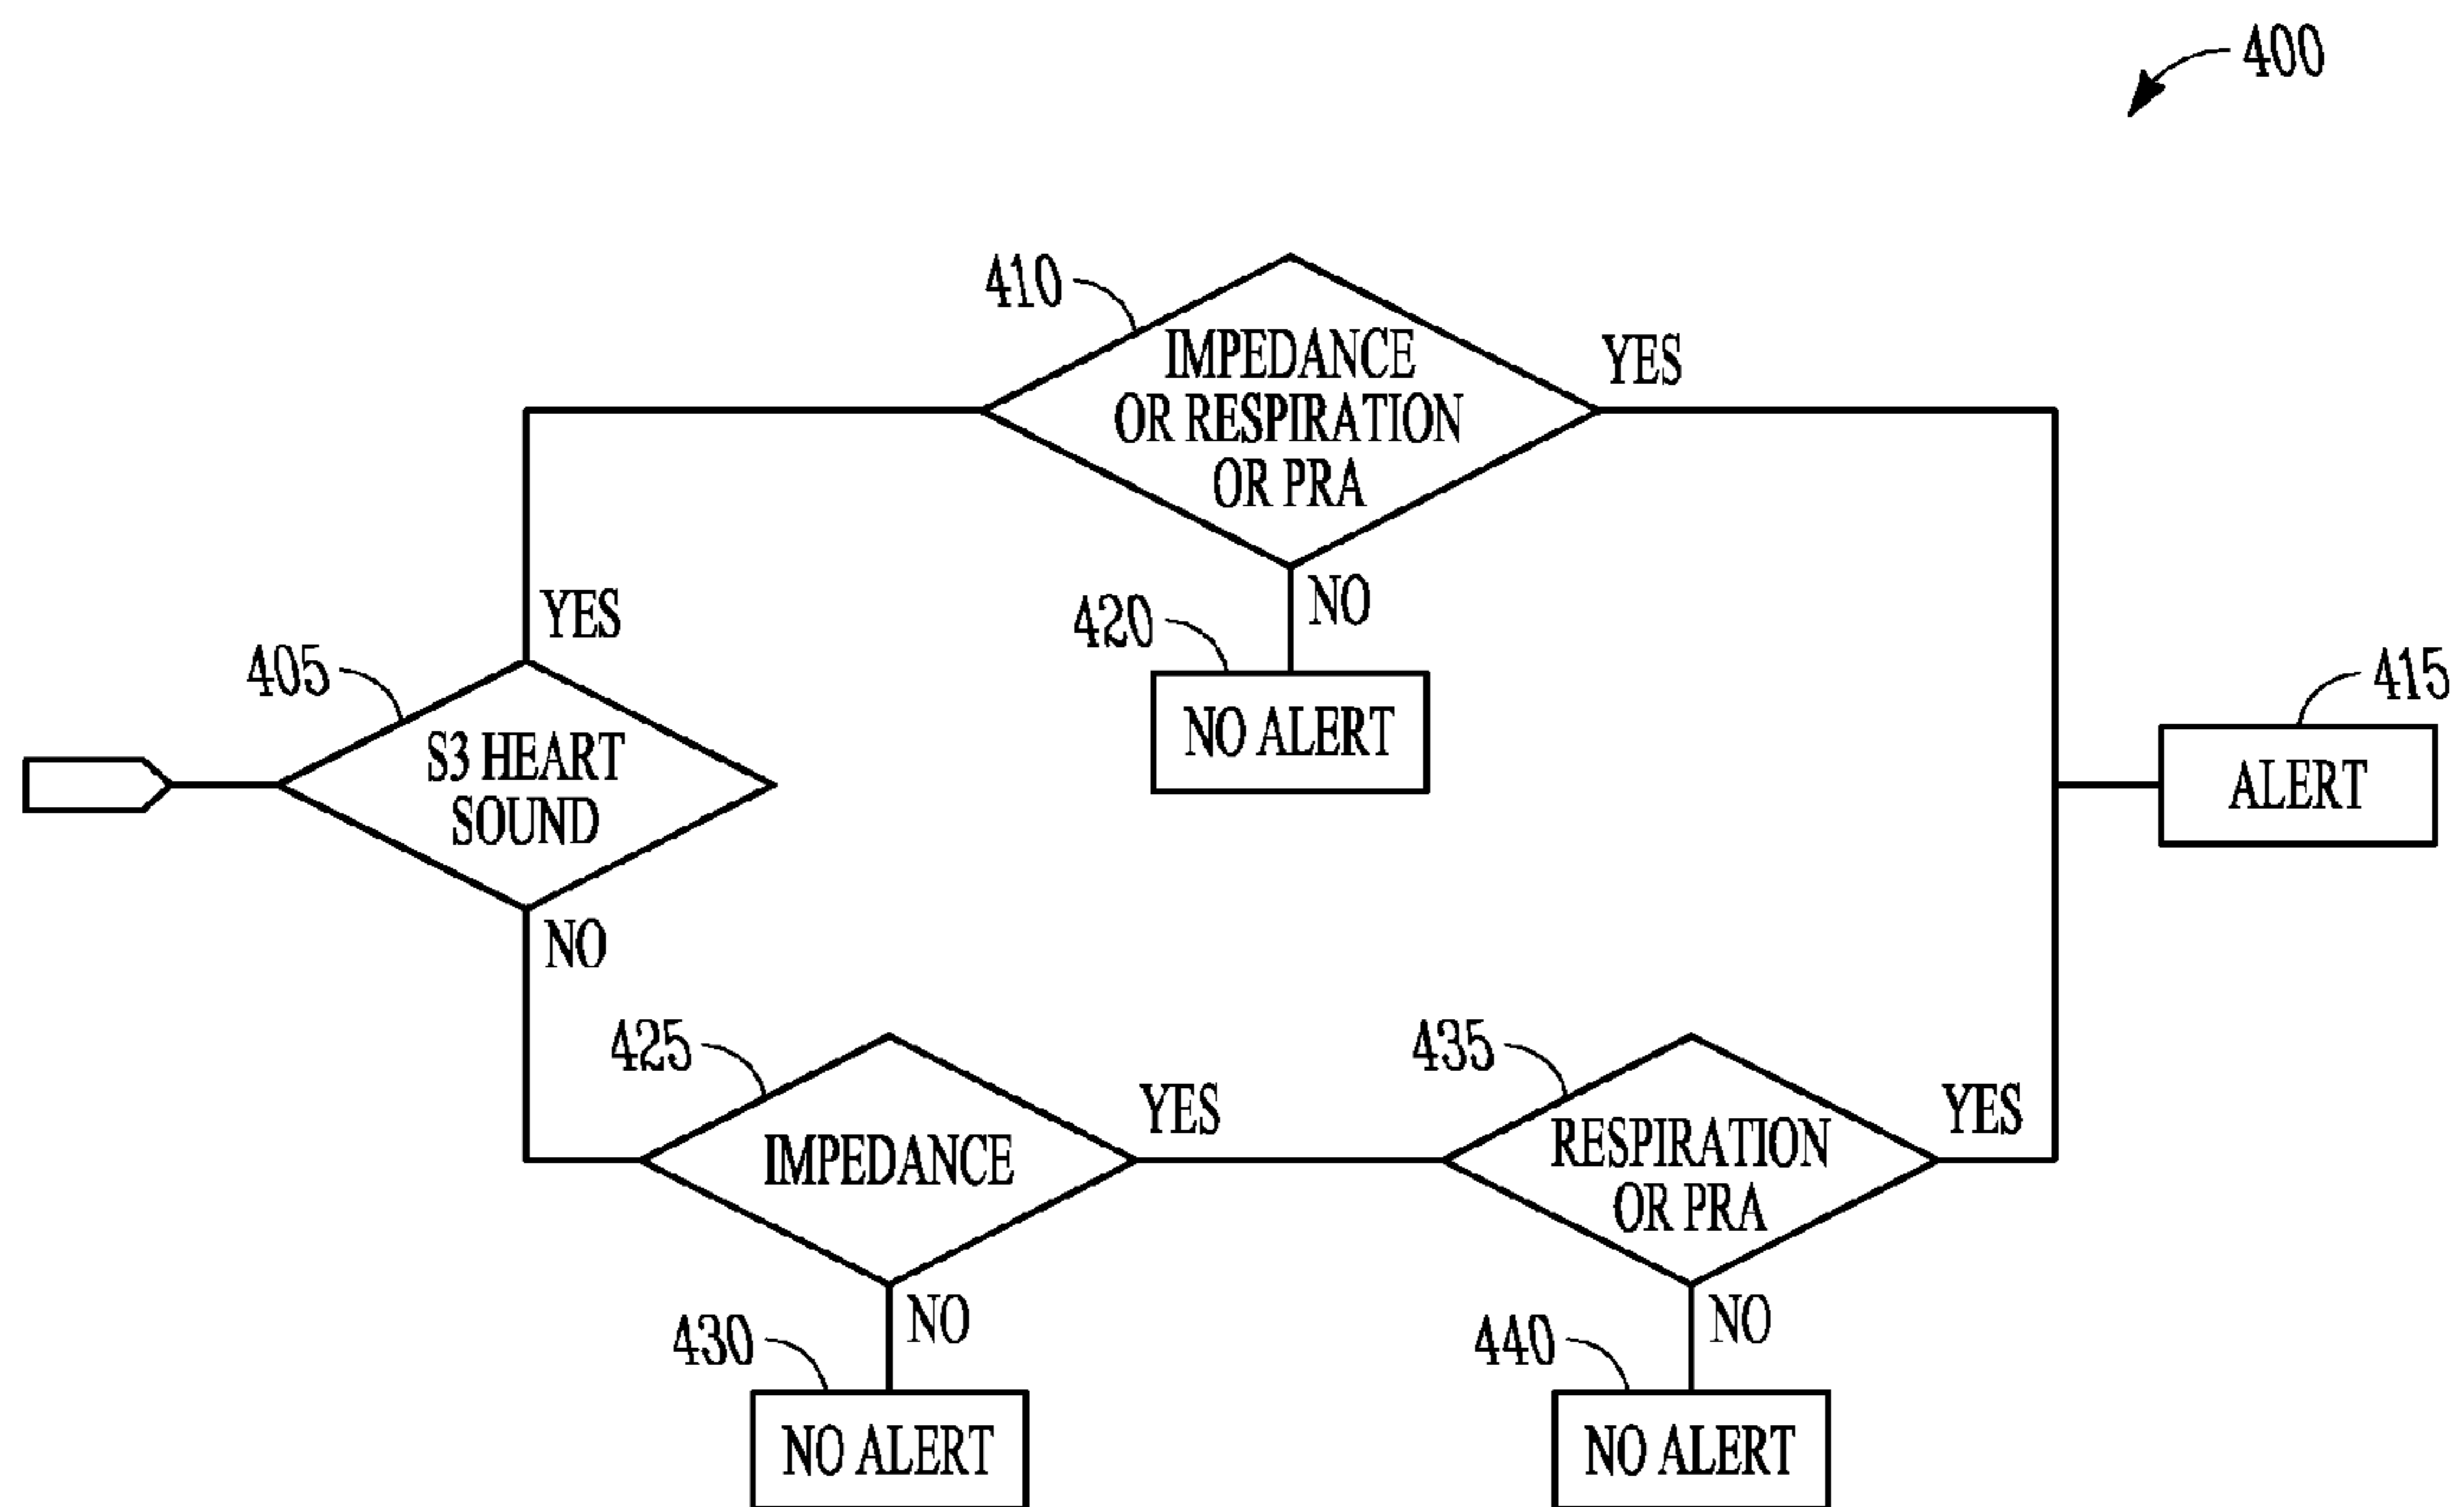 400
410
IMPEDANCE
OR RESPIRATION
OR PRA
YES
NO
420
NO ALERT
YES
405
S3 HEART
SOUND
NO
415
ALERT
425
IMPEDANCE
YES
NO
430
NO ALERT
435
RESPIRATION
OR PRA
YES
NO
440
NO ALERT